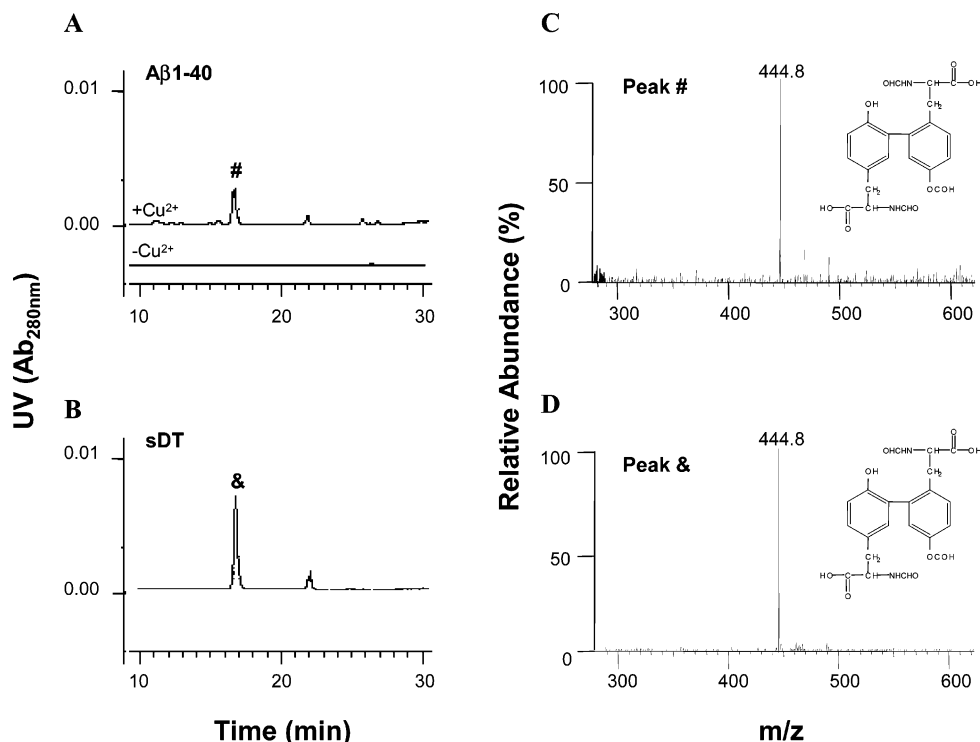 A
Aβ1-40
0.01
#
+Cu²⁺
0.00
-Cu²⁺
10
20
30
B
sDT
0.01
&
0.00
10
20
30
UV (Ab280nm)
Time (min)
C
Peak #
444.8
100
50
0
300
400
500
600
O
OHCHN
CH
C
OH
CH2
OH
OCOH
CH2
HO
C
CH
NHCHO
O
D
Peak &
444.8
100
50
0
300
400
500
600
O
OHCHN
CH
C
OH
CH2
OH
OCOH
CH2
HO
C
CH
NHCHO
O
Relative Abundance (%)
m/z